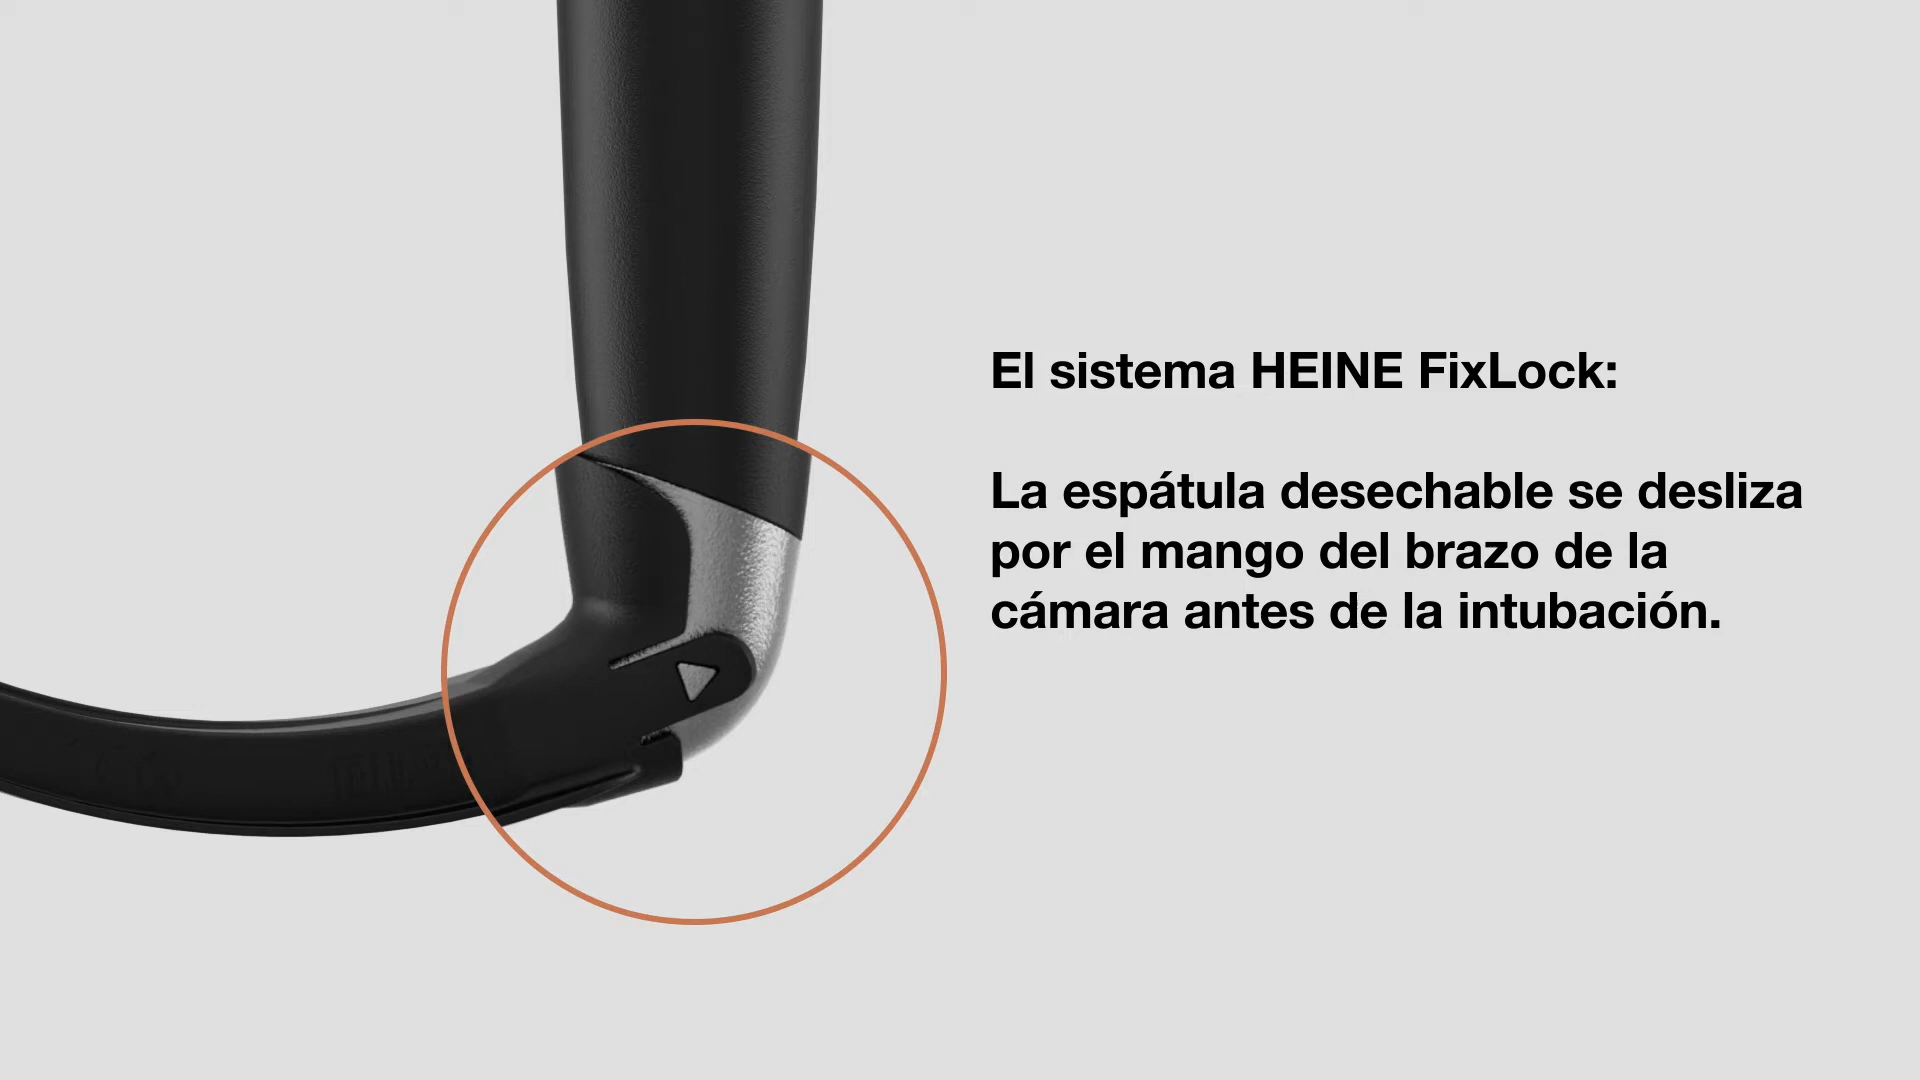 El sistema HEINE FixLock:
La espátula desechable se desliza
por el mango del brazo de la
cámara antes de la intubación.